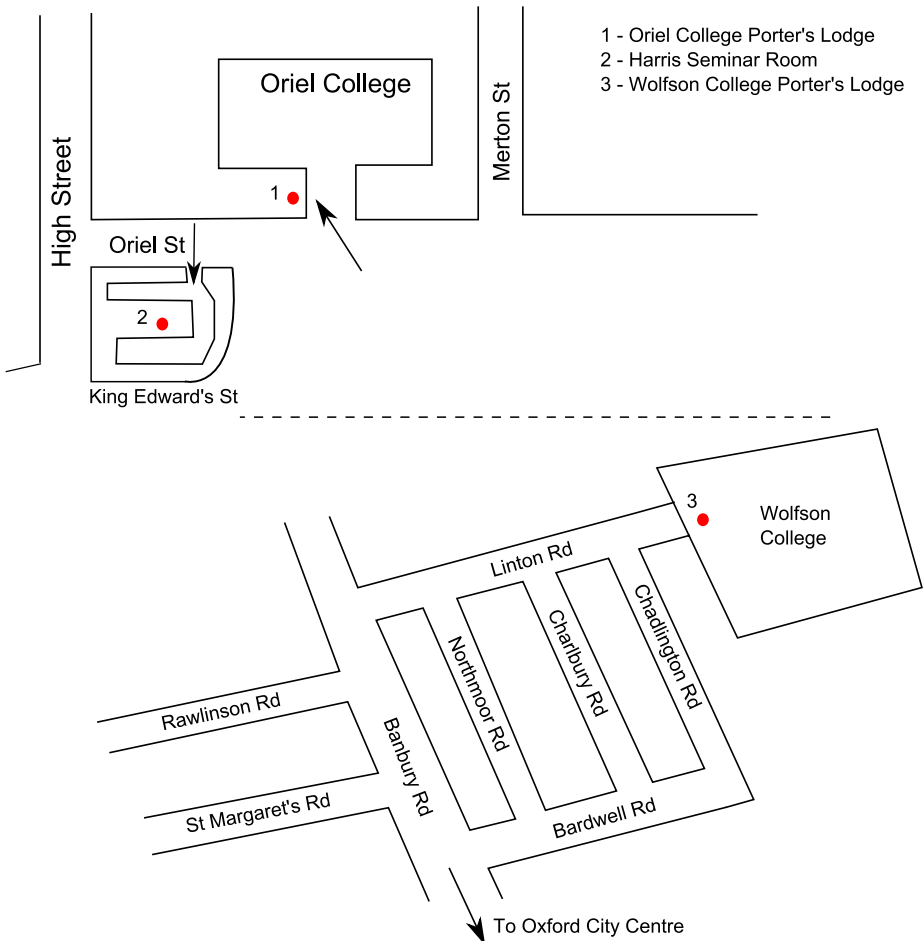 1 - Oriel College Porter's Lodge
2 - Harris Seminar Room
3 - Wolfson College Porter's Lodge
Oriel College
Merton St
High Street
1
Oriel St
2
King Edward's St
3
Wolfson
College
Linton Rd
Chadlington Rd
Charlbury Rd
Northmoor Rd
Rawlinson Rd
Banbury Rd
St Margaret's Rd
Bardwell Rd
To Oxford City Centre